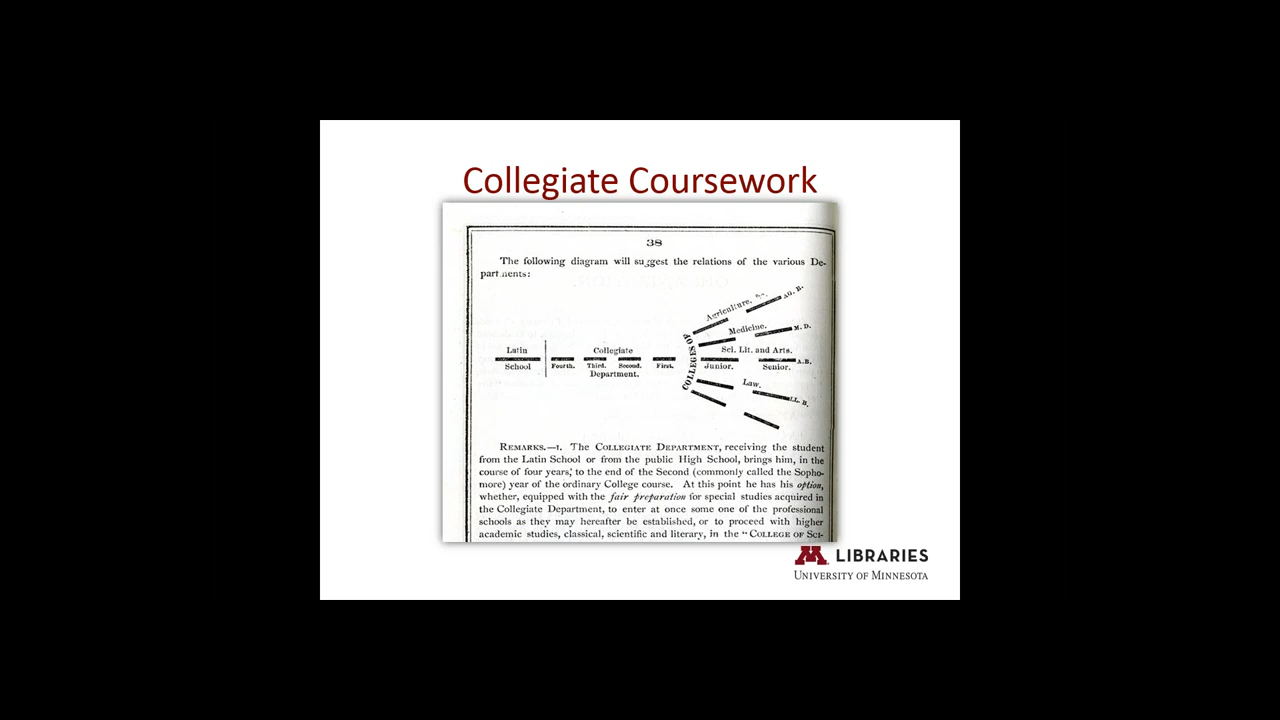 Collegiate Coursework
38
The following diagram will suggest the relations of the various De-
partments:
Agriculture, &c. AG. B.
Medicine. M. D.
COLLEGES OF
Latin Collegiate Sci. Lit. and Arts.
A.B.
School Fourth. Third. Second. First. Junior. Senior.
Department.
Law. LL. B.
REMARKS.—1. The COLLEGIATE DEPARTMENT, receiving the student
from the Latin School or from the public High School, brings him, in the
course of four years, to the end of the Second (commonly called the Sopho-
more) year of the ordinary College course. At this point he has his option,
whether, equipped with the fair preparation for special studies acquired in
the Collegiate Department, to enter at once some one of the professional
schools as they may hereafter be established, or to proceed with higher
academic studies, classical, scientific and literary, in the "COLLEGE OF SCI-
M LIBRARIES
UNIVERSITY OF MINNESOTA